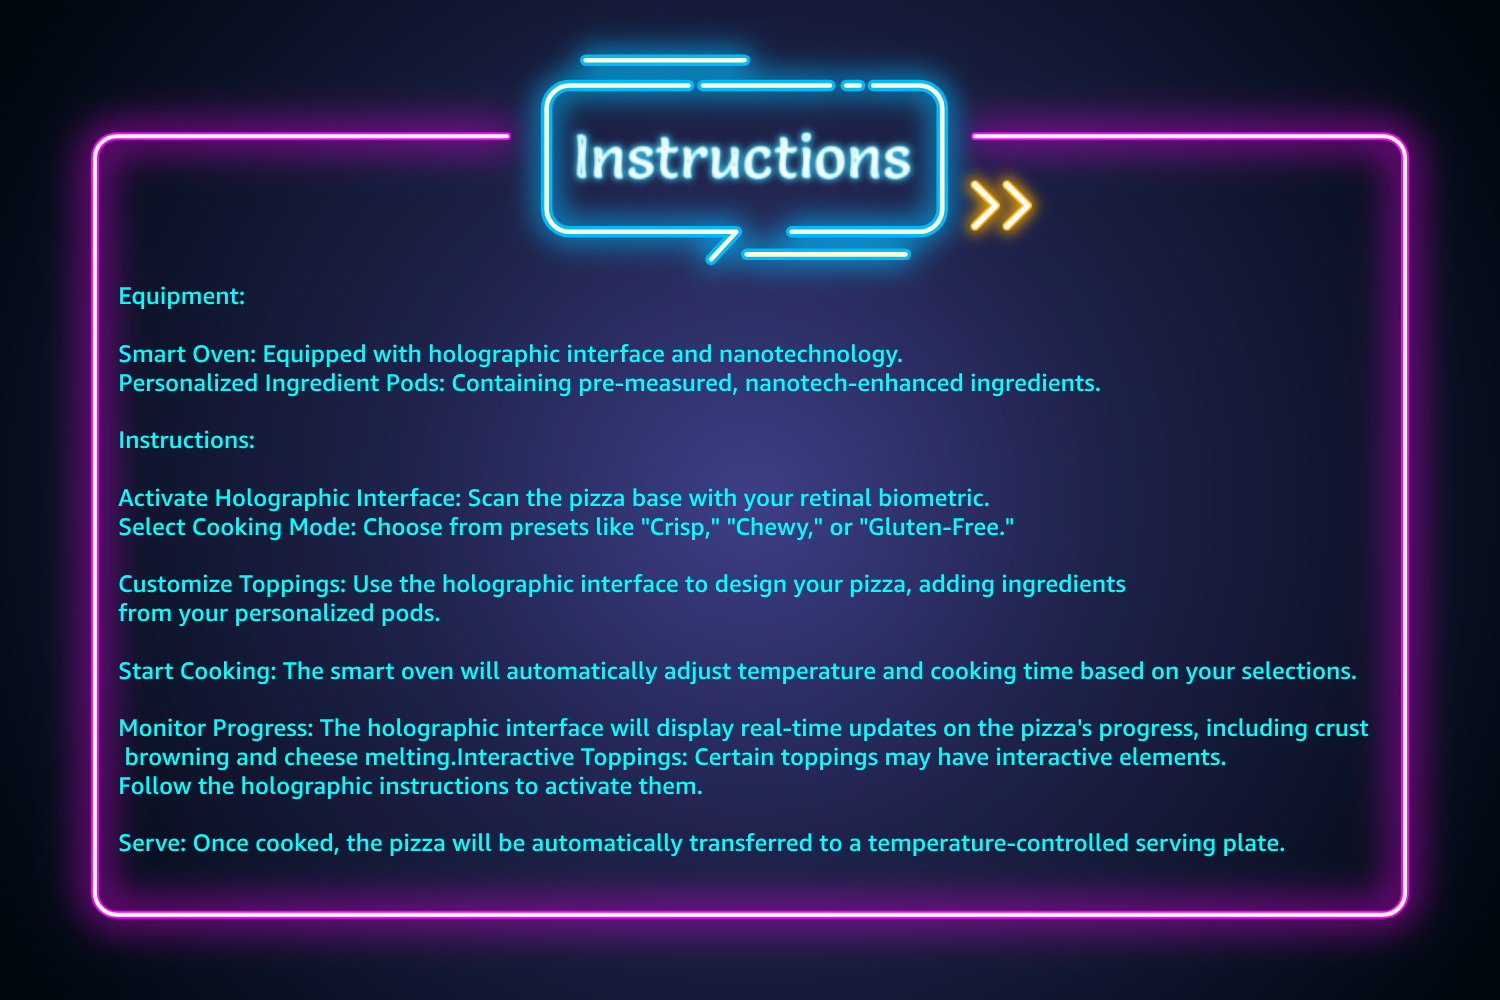 Instructions
Equipment:
Smart Oven: Equipped with holographic interface and nanotechnology.
Personalized Ingredient Pods: Containing pre-measured, nanotech-enhanced ingredients.
Instructions:
Activate Holographic Interface: Scan the pizza base with your retinal biometric.
Select Cooking Mode: Choose from presets like "Crisp," "Chewy," or "Gluten-Free."
Customize Toppings: Use the holographic interface to design your pizza, adding ingredients
from your personalized pods.
Start Cooking: The smart oven will automatically adjust temperature and cooking time based on your selections.
Monitor Progress: The holographic interface will display real-time updates on the pizza's progress, including crust
browning and cheese melting.Interactive Toppings: Certain toppings may have interactive elements.
Follow the holographic instructions to activate them.
Serve: Once cooked, the pizza will be automatically transferred to a temperature-controlled serving plate.